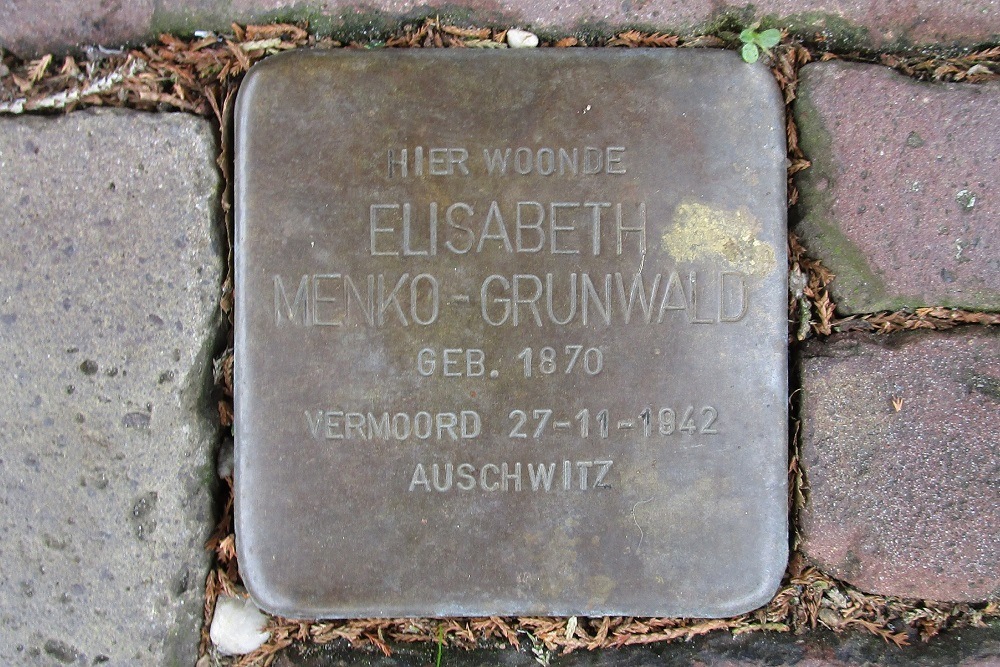 HIER WOONDE
ELISABETH
MENKO-GRUNWALD
GEB. 1870
VERMOORD 27-11-1942
AUSCHWITZ